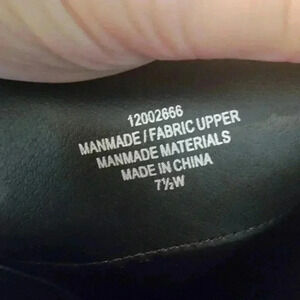 12002666
MANMADE / FABRIC UPPER
MANMADE MATERIALS
MADE IN CHINA
7½W